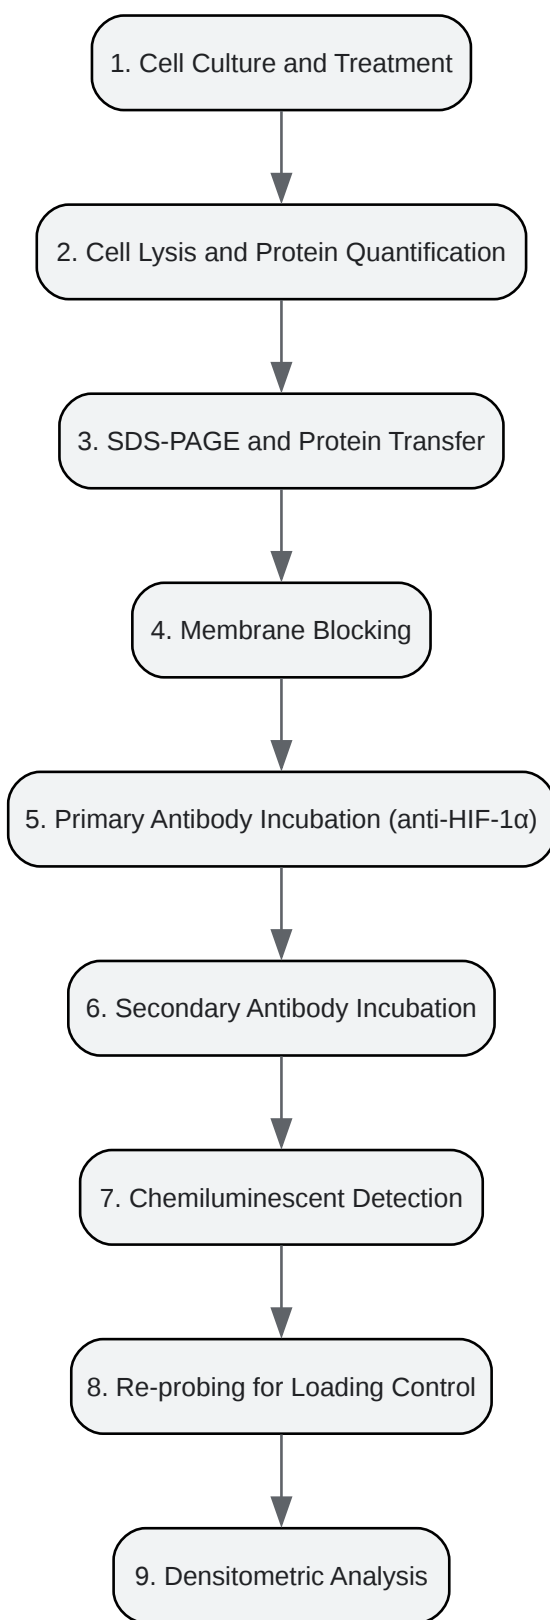 1. Cell Culture and Treatment
2. Cell Lysis and Protein Quantification
3. SDS-PAGE and Protein Transfer
4. Membrane Blocking
5. Primary Antibody Incubation (anti-HIF-1α)
6. Secondary Antibody Incubation
7. Chemiluminescent Detection
8. Re-probing for Loading Control
9. Densitometric Analysis